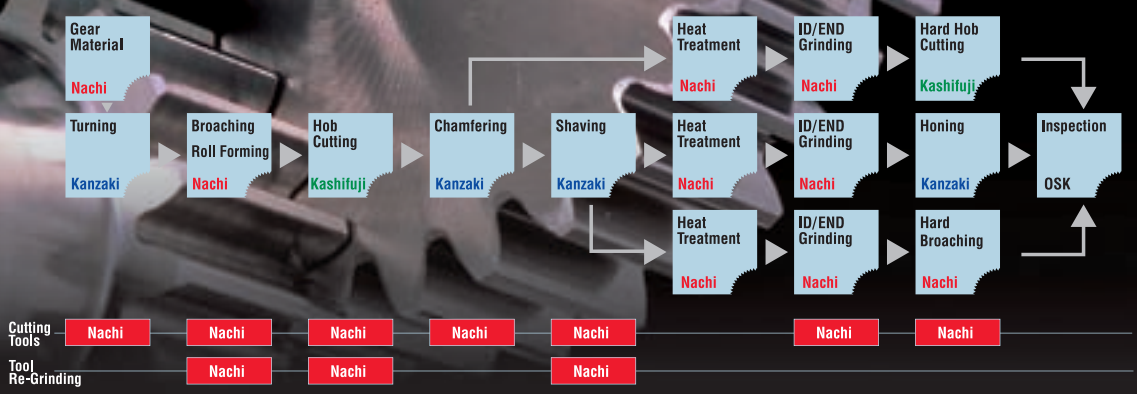 Gear
Material
Nachi
Heat
Treatment
Nachi
ID/END
Grinding
Nachi
Hard Hob
Cutting
Kashifuji
Turning
Kanzaki
Broaching
Roll Forming
Nachi
Hob
Cutting
Kashifuji
Chamfering
Kanzaki
Shaving
Kanzaki
Heat
Treatment
Nachi
ID/END
Grinding
Nachi
Honing
Kanzaki
Inspection
OSK
Heat
Treatment
Nachi
ID/END
Grinding
Nachi
Hard
Broaching
Nachi
Cutting
Tools
Nachi
Nachi
Nachi
Nachi
Nachi
Nachi
Nachi
Tool
Re-Grinding
Nachi
Nachi
Nachi